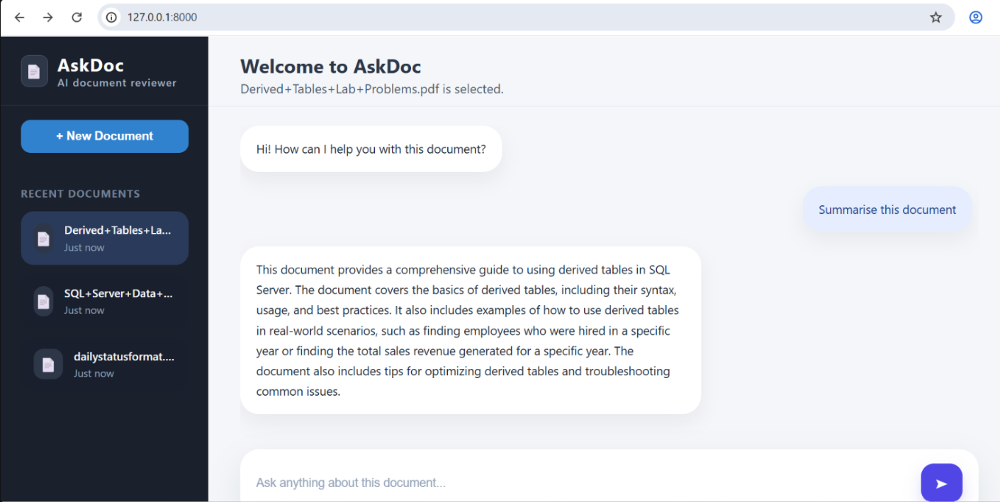 127.0.0.1:8000
AskDoc
AI document reviewer
+ New Document
RECENT DOCUMENTS
Derived+Tables+La...
Just now
SQL+Server+Data+...
Just now
dailystatusformat....
Just now
Welcome to AskDoc
Derived+Tables+Lab+Problems.pdf is selected.
Hi! How can I help you with this document?
Summarise this document
This document provides a comprehensive guide to using derived tables in SQL
Server. The document covers the basics of derived tables, including their syntax,
usage, and best practices. It also includes examples of how to use derived tables
in real-world scenarios, such as finding employees who were hired in a specific
year or finding the total sales revenue generated for a specific year. The
document also includes tips for optimizing derived tables and troubleshooting
common issues.
Ask anything about this document...